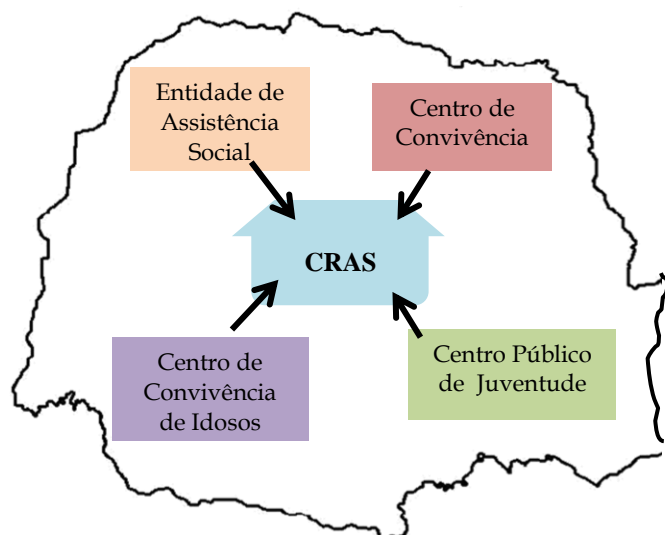 Entidade de
Assistência
Social
Centro de
Convivência
CRAS
Centro de
Convivência
de Idosos
Centro Público
de Juventude